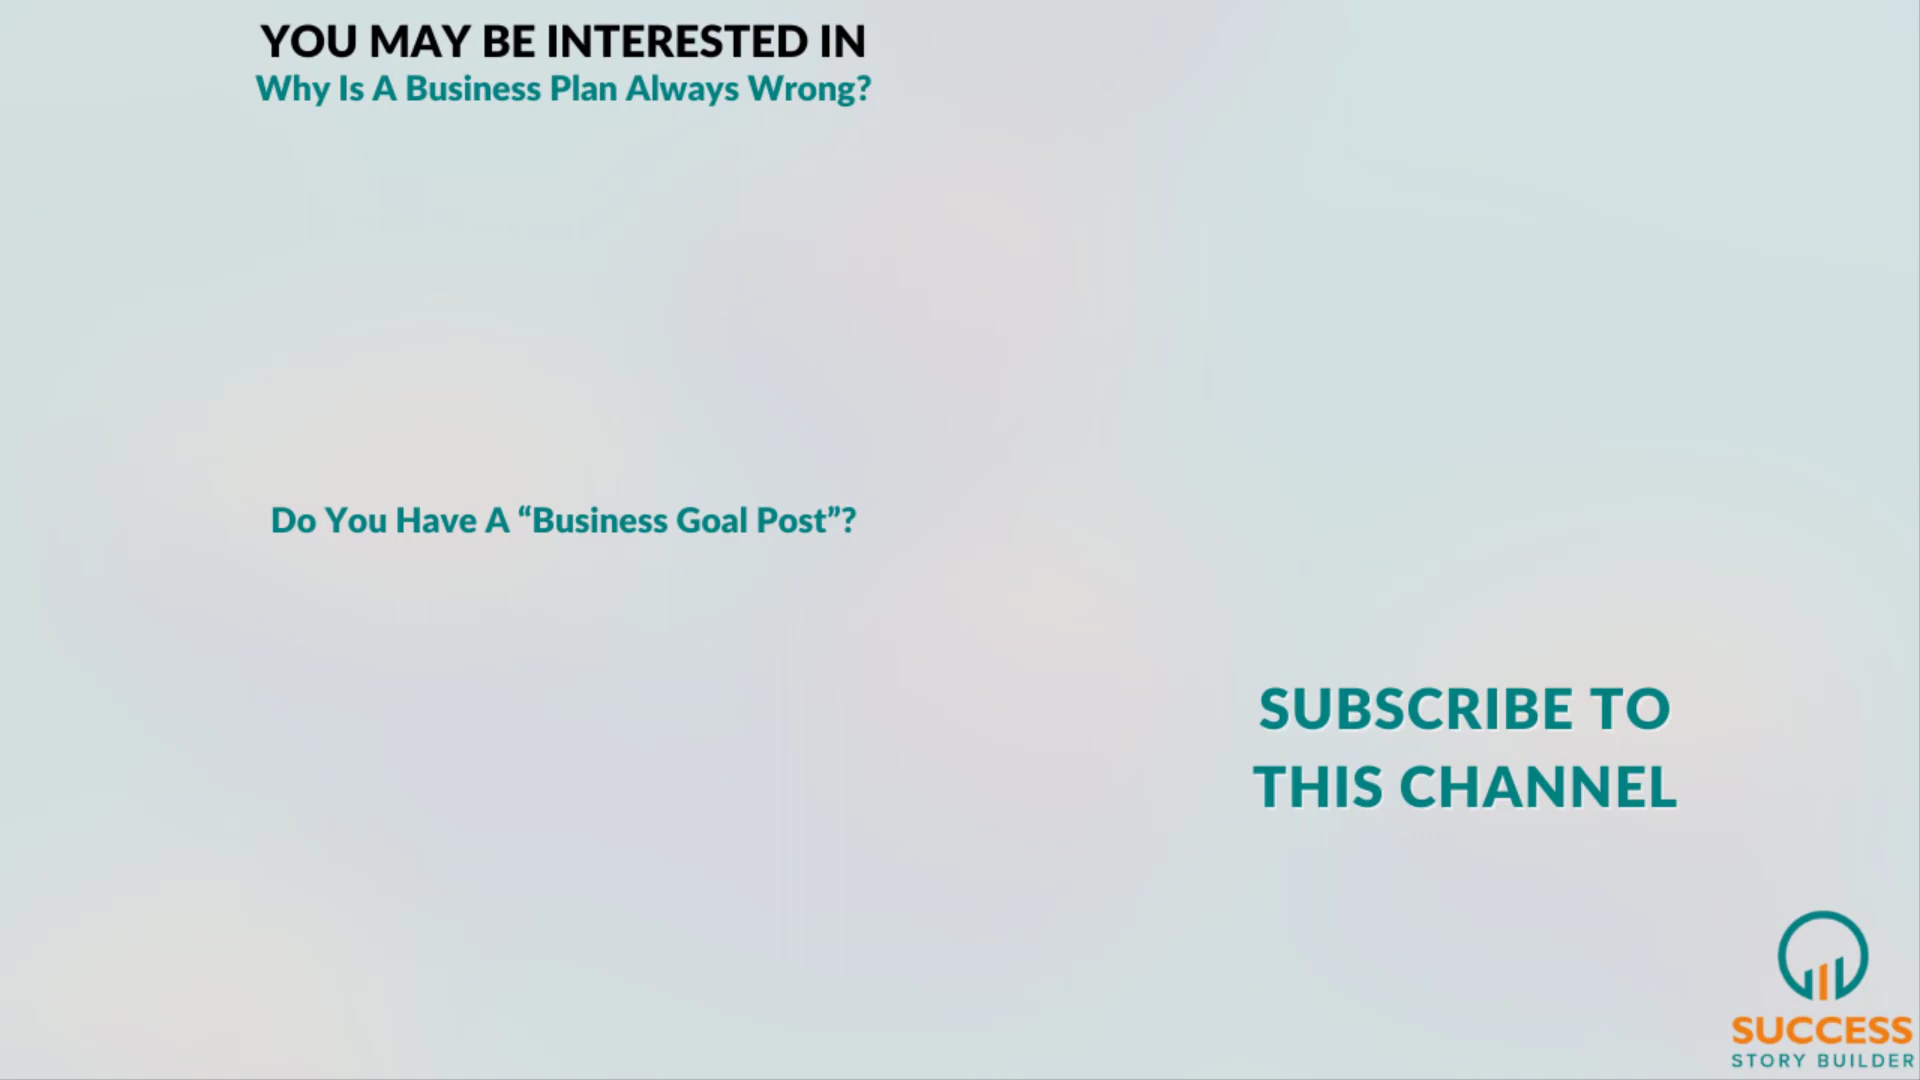 YOU MAY BE INTERESTED IN
Why Is A Business Plan Always Wrong?
Do You Have A “Business Goal Post”?
SUBSCRIBE TO
THIS CHANNEL
SUCCESS
STORY BUILDER